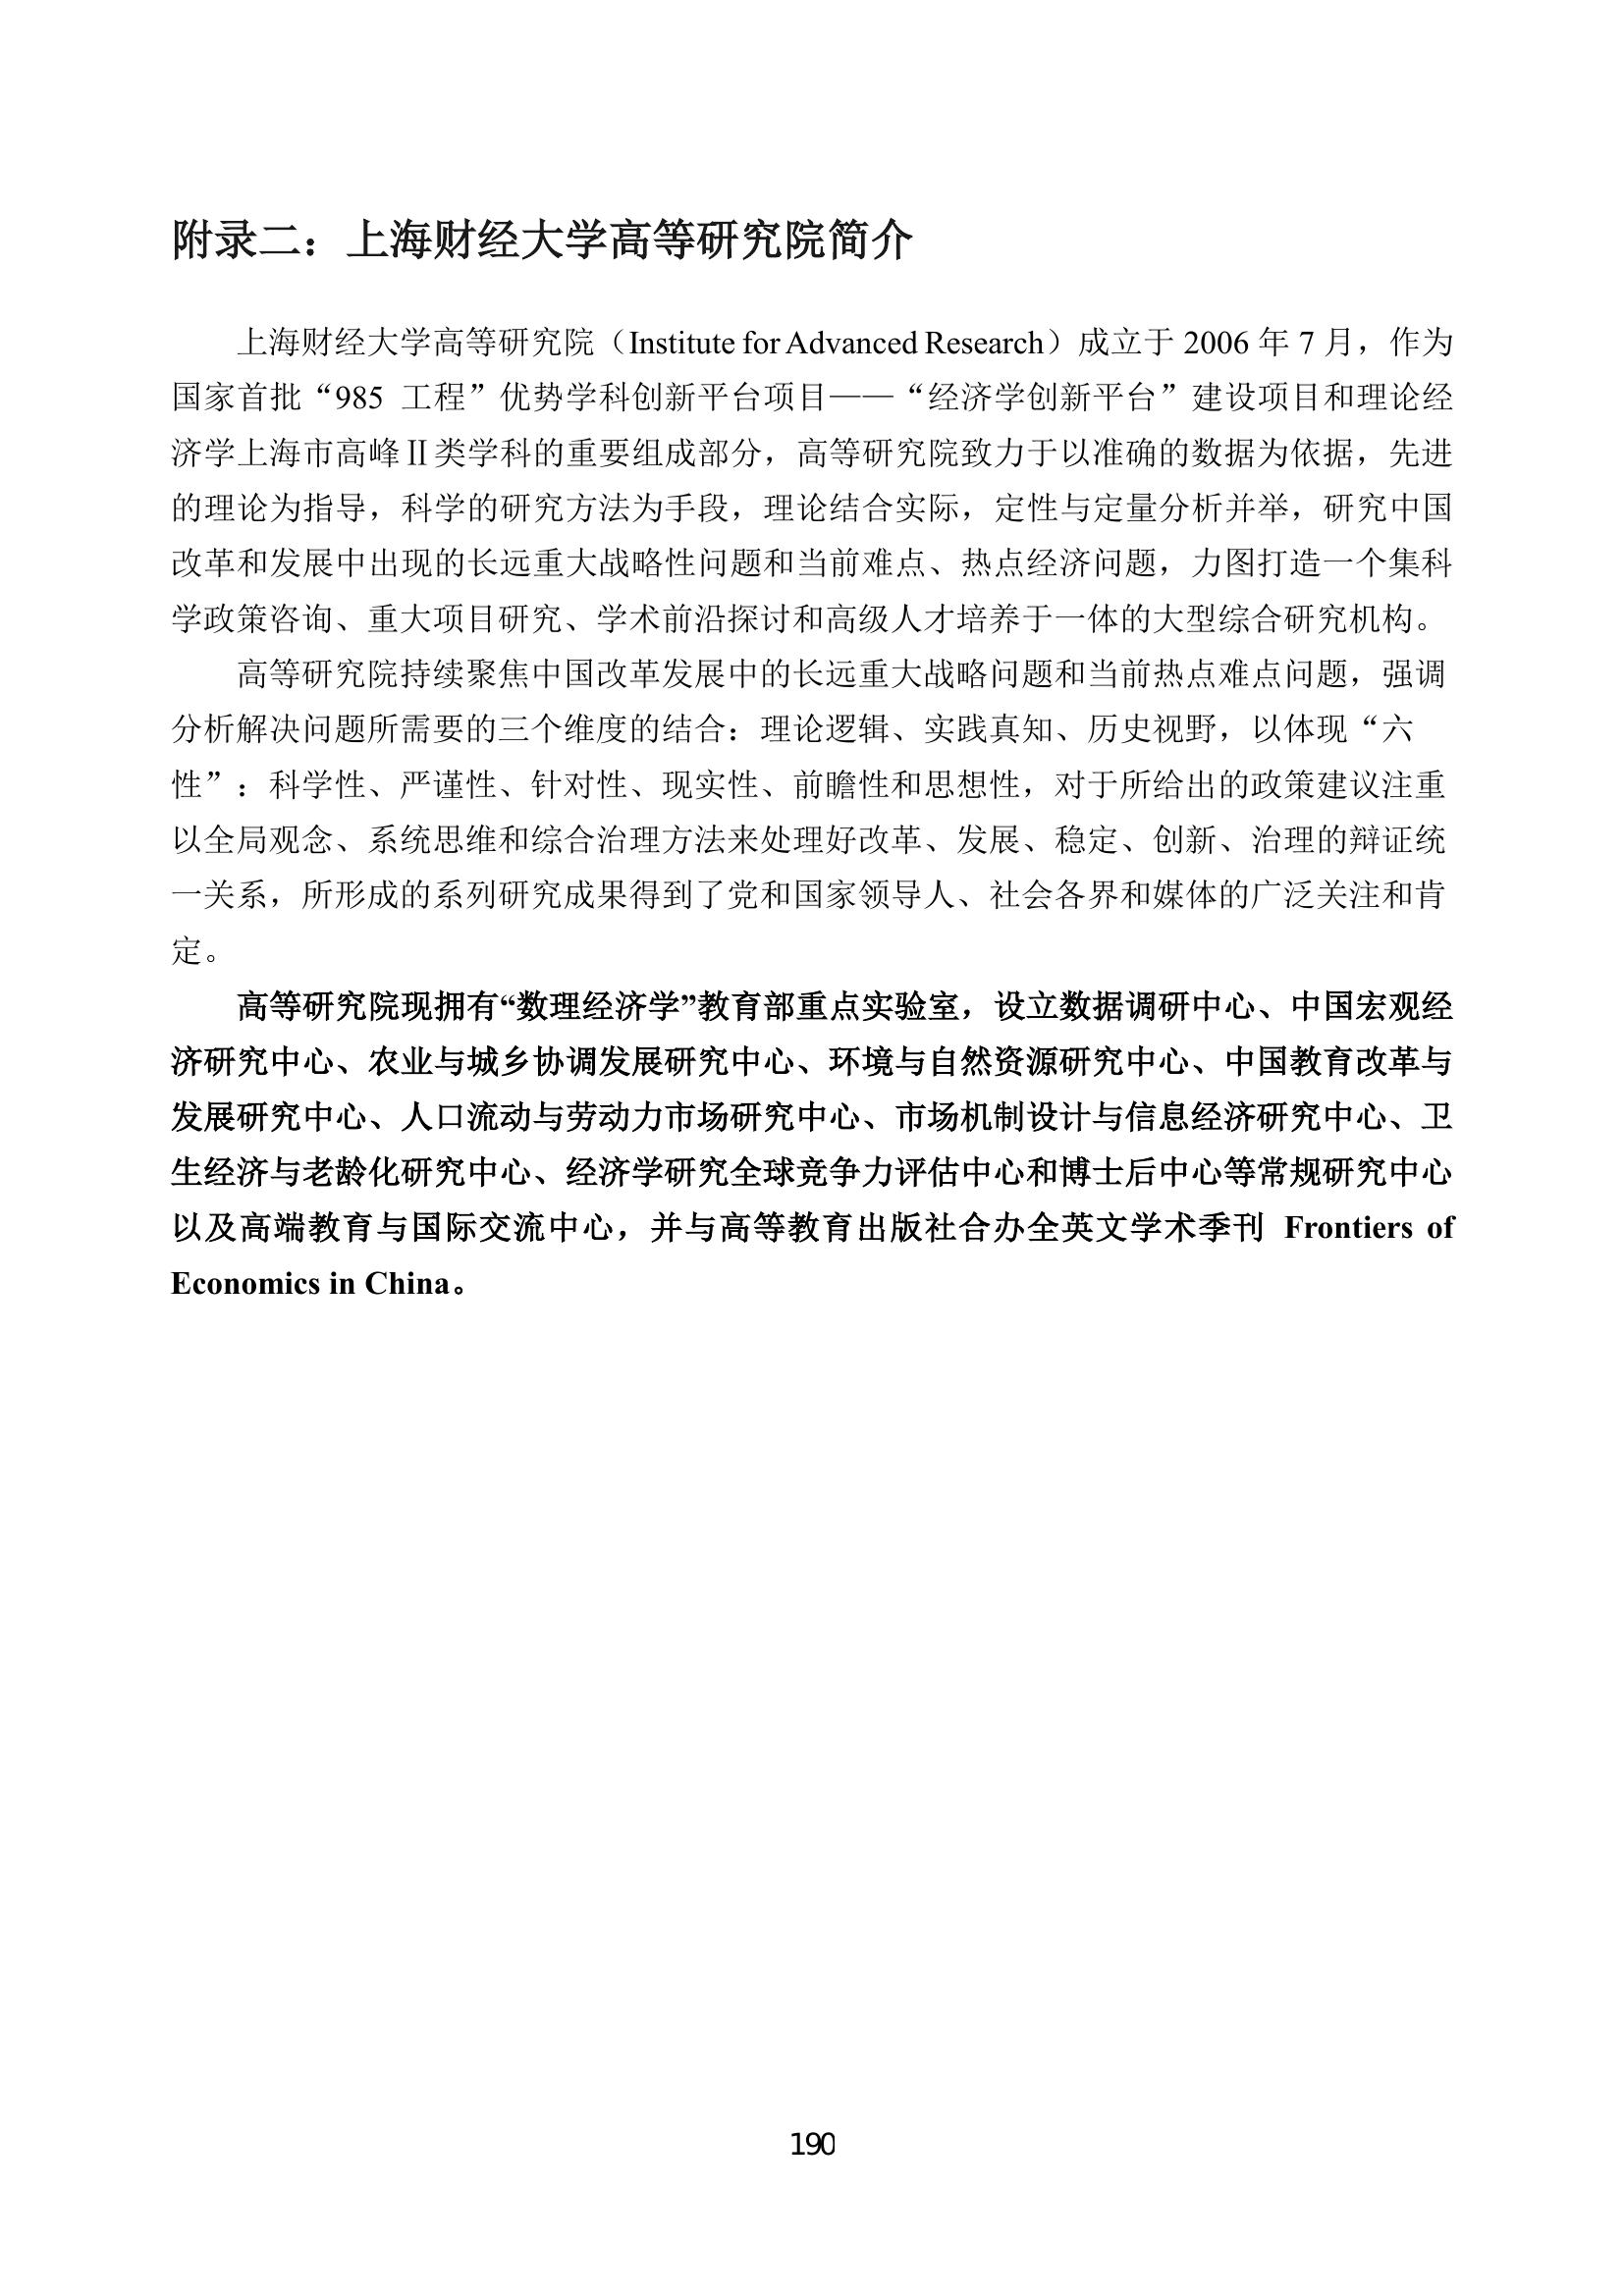 附录二：上海财经大学高等研究院简介
上海财经大学高等研究院（Institute for Advanced Research）成立于 2006 年 7 月，作为
国家首批“985 工程”优势学科创新平台项目——“经济学创新平台”建设项目和理论经
济学上海市高峰Ⅱ类学科的重要组成部分，高等研究院致力于以准确的数据为依据，先进
的理论为指导，科学的研究方法为手段，理论结合实际，定性与定量分析并举，研究中国
改革和发展中出现的长远重大战略性问题和当前难点、热点经济问题，力图打造一个集科
学政策咨询、重大项目研究、学术前沿探讨和高级人才培养于一体的大型综合研究机构。
高等研究院持续聚焦中国改革发展中的长远重大战略问题和当前热点难点问题，强调
分析解决问题所需要的三个维度的结合：理论逻辑、实践真知、历史视野，以体现“六
性”：科学性、严谨性、针对性、现实性、前瞻性和思想性，对于所给出的政策建议注重
以全局观念、系统思维和综合治理方法来处理好改革、发展、稳定、创新、治理的辩证统
一关系，所形成的系列研究成果得到了党和国家领导人、社会各界和媒体的广泛关注和肯
定。
高等研究院现拥有“数理经济学”教育部重点实验室，设立数据调研中心、中国宏观经
济研究中心、农业与城乡协调发展研究中心、环境与自然资源研究中心、中国教育改革与
发展研究中心、人口流动与劳动力市场研究中心、市场机制设计与信息经济研究中心、卫
生经济与老龄化研究中心、经济学研究全球竞争力评估中心和博士后中心等常规研究中心
以及高端教育与国际交流中心，并与高等教育出版社合办全英文学术季刊 Frontiers of
Economics in China。
190